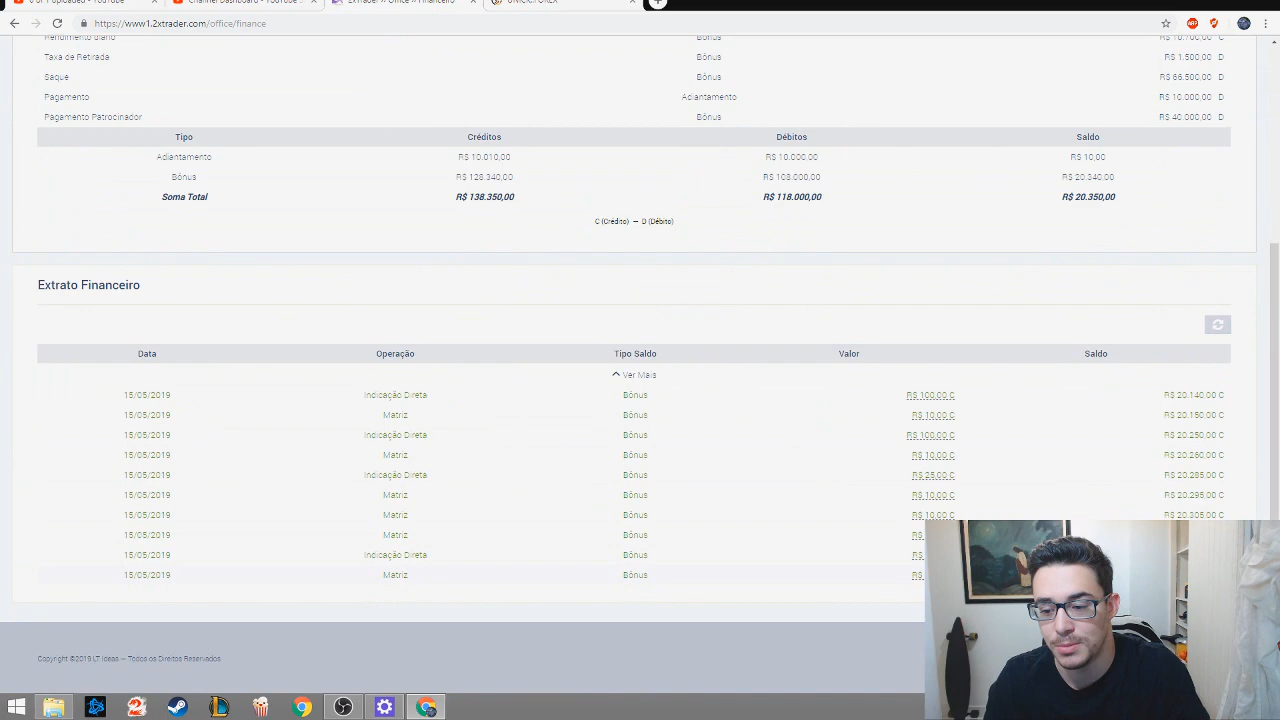 Channel Dashboard - YouTube
https://www1.2xtrader.com/office/finance
Rendimento diário Bônus R$ 10.700,00 C
Taxa de Retirada Bônus R$ 1.500,00 D
Saque Bônus R$ 66.500,00 D
Pagamento Adiantamento R$ 10.000,00 D
Pagamento Patrocinador Bônus R$ 40.000,00 D
Tipo Créditos Débitos Saldo
Adiantamento R$ 10.010,00 R$ 10.000,00 R$ 10,00
Bônus R$ 128.340,00 R$ 108.000,00 R$ 20.340,00
Soma Total R$ 138.350,00 R$ 118.000,00 R$ 20.350,00
C (Crédito) — D (Débito)
Extrato Financeiro
Data Operação Tipo Saldo Valor Saldo
Ver Mais
15/05/2019 Indicação Direta Bônus R$ 100,00 C R$ 20.140,00 C
15/05/2019 Matriz Bônus R$ 10,00 C R$ 20.150,00 C
15/05/2019 Indicação Direta Bônus R$ 100,00 C R$ 20.250,00 C
15/05/2019 Matriz Bônus R$ 10,00 C R$ 20.260,00 C
15/05/2019 Indicação Direta Bônus R$ 25,00 C R$ 20.285,00 C
15/05/2019 Matriz Bônus R$ 10,00 C R$ 20.295,00 C
15/05/2019 Matriz Bônus R$ 10,00 C R$ 20.305,00 C
15/05/2019 Matriz Bônus R$
15/05/2019 Indicação Direta Bônus R$
15/05/2019 Matriz Bônus R$
Copyright ©2019 LT Ideas — Todos os Direitos Reservados